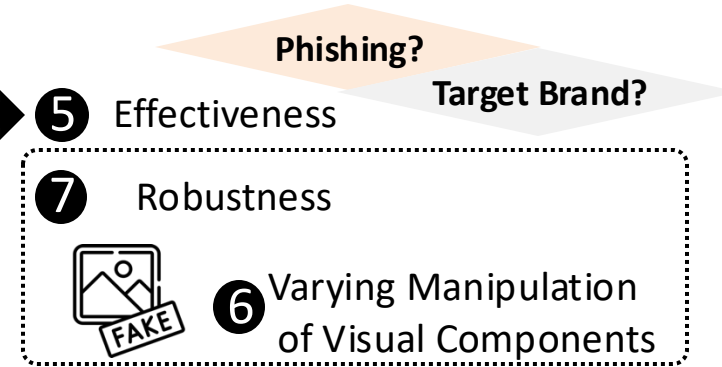 Phishing?
Target Brand?
5 Effectiveness
7 Robustness
FAKE
6 Varying Manipulation
of Visual Components